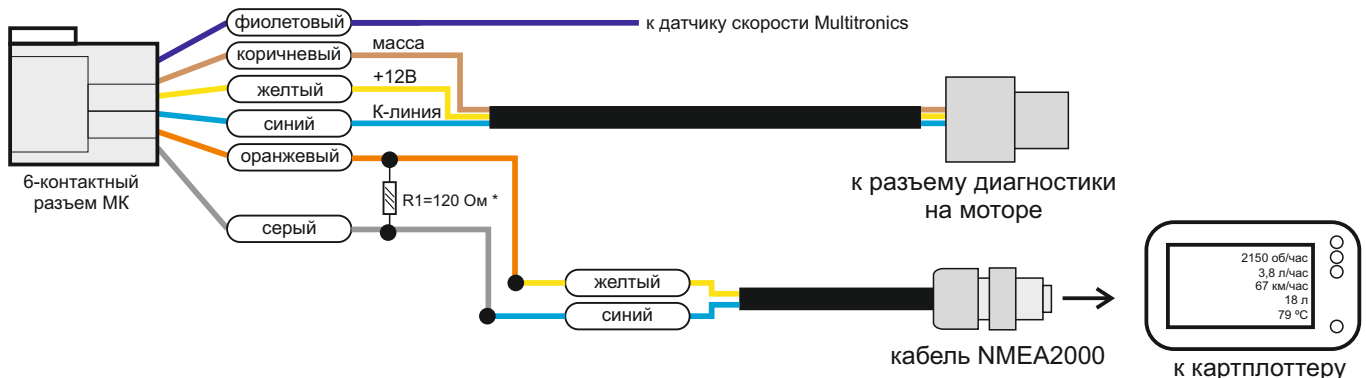 фиолетовый
к датчику скорости Multitronics
коричневый
масса
желтый
+12В
синий
К-линия
оранжевый
6-контактный
разъем МК
R1=120 Ом *
серый
к разъему диагностики
на моторе
желтый
синий
кабель NMEA2000
2150 об/час
3,8 л/час
67 км/час
18 л
79 ºС
к картплоттеру